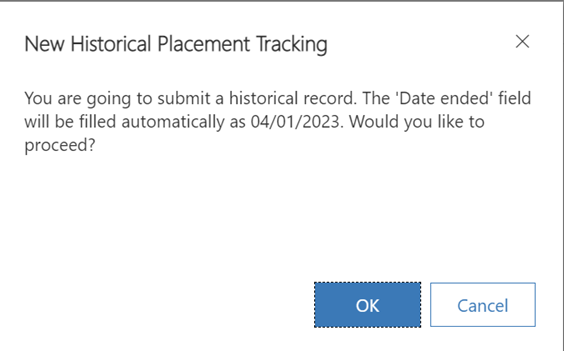 New Historical Placement Tracking
You are going to submit a historical record. The 'Date ended' field
will be filled automatically as 04/01/2023. Would you like to
proceed?
OK
Cancel